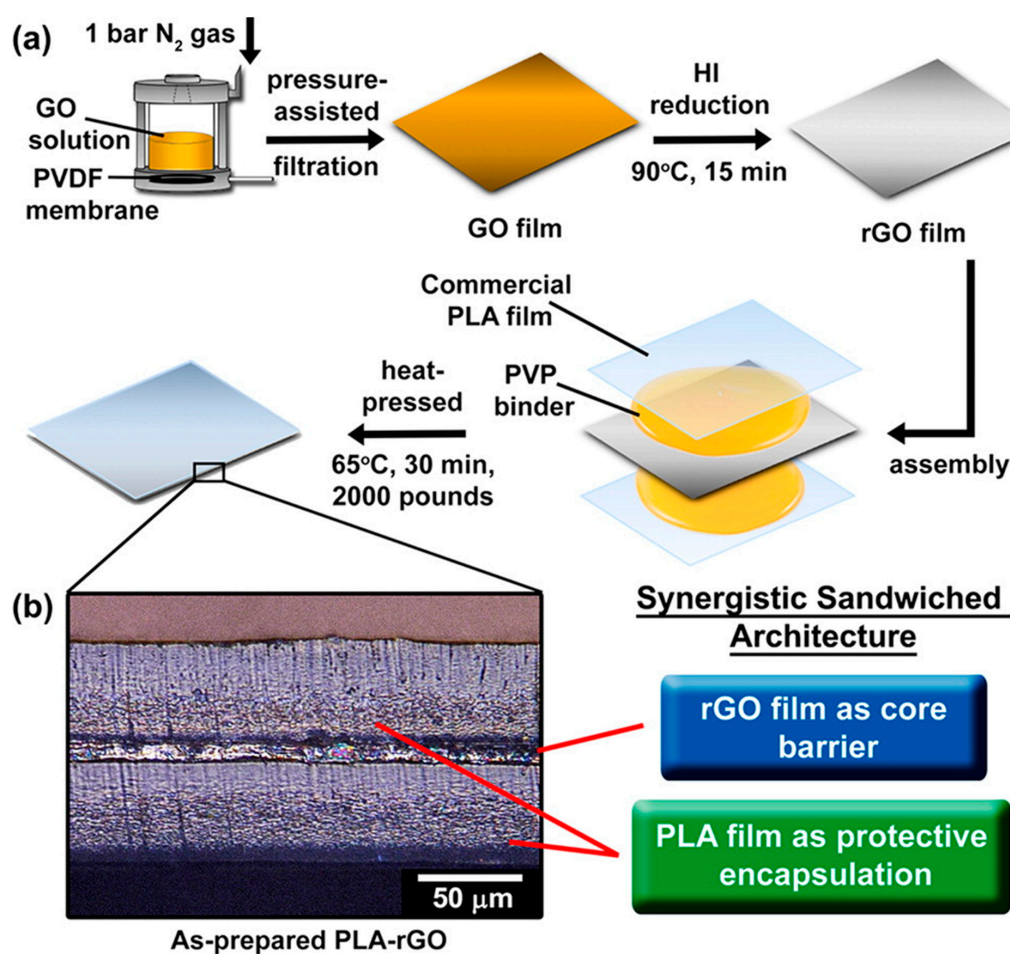 (a)
1 bar N₂ gas
GO
solution
PVDF
membrane
pressure-
assisted
filtration
GO film
HI
reduction
90°C, 15 min
rGO film
assembly
Commercial
PLA film
PVP
binder
heat-
pressed
65°C, 30 min,
2000 pounds
(b)
50 μm
As-prepared PLA-rGO
Synergistic Sandwiched
Architecture
rGO film as core
barrier
PLA film as protective
encapsulation